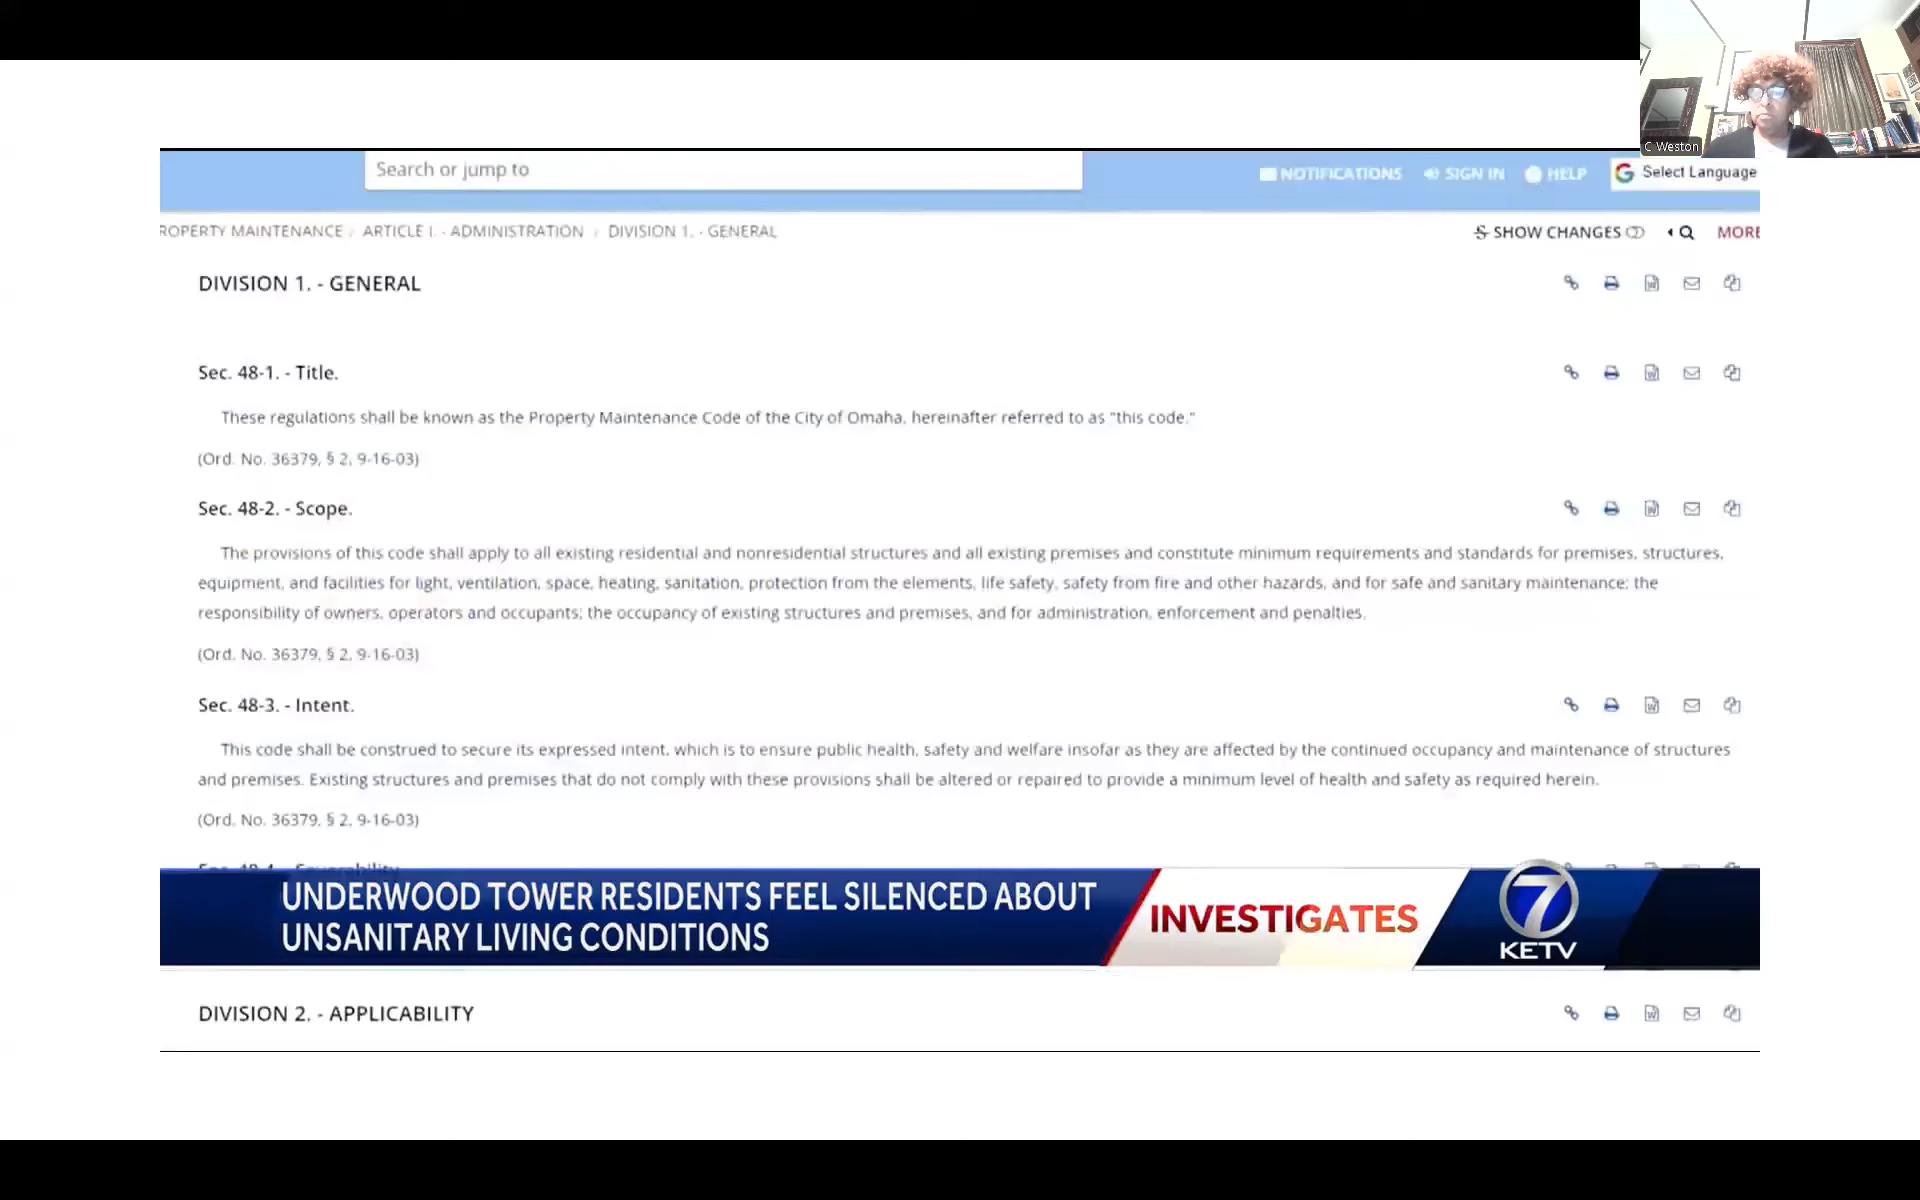 C Weston
Search or jump to
NOTIFICATIONS
SIGN IN
HELP
Select Language
ROPERTY MAINTENANCE / ARTICLE I. - ADMINISTRATION / DIVISION 1. - GENERAL
SHOW CHANGES
MORE
DIVISION 1. - GENERAL
Sec. 48-1. - Title.
These regulations shall be known as the Property Maintenance Code of the City of Omaha, hereinafter referred to as "this code."
(Ord. No. 36379, § 2, 9-16-03)
Sec. 48-2. - Scope.
The provisions of this code shall apply to all existing residential and nonresidential structures and all existing premises and constitute minimum requirements and standards for premises, structures,
equipment, and facilities for light, ventilation, space, heating, sanitation, protection from the elements, life safety, safety from fire and other hazards, and for safe and sanitary maintenance; the
responsibility of owners, operators and occupants; the occupancy of existing structures and premises, and for administration, enforcement and penalties.
(Ord. No. 36379, § 2, 9-16-03)
Sec. 48-3. - Intent.
This code shall be construed to secure its expressed intent, which is to ensure public health, safety and welfare insofar as they are affected by the continued occupancy and maintenance of structures
and premises. Existing structures and premises that do not comply with these provisions shall be altered or repaired to provide a minimum level of health and safety as required herein.
(Ord. No. 36379, § 2, 9-16-03)
UNDERWOOD TOWER RESIDENTS FEEL SILENCED ABOUT
UNSANITARY LIVING CONDITIONS
INVESTIGATES
7
KETV
DIVISION 2. - APPLICABILITY